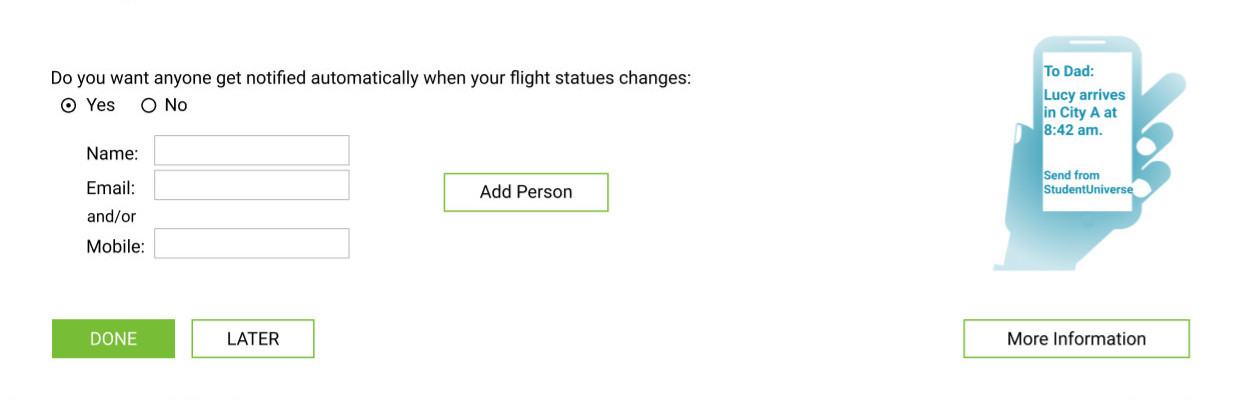 Do you want anyone get notified automatically when your flight statues changes:
Yes No
Name:
Email:
and/or
Mobile:
Add Person
DONE LATER
To Dad:
Lucy arrives
in City A at
8:42 am.
Send from
StudentUniverse
More Information